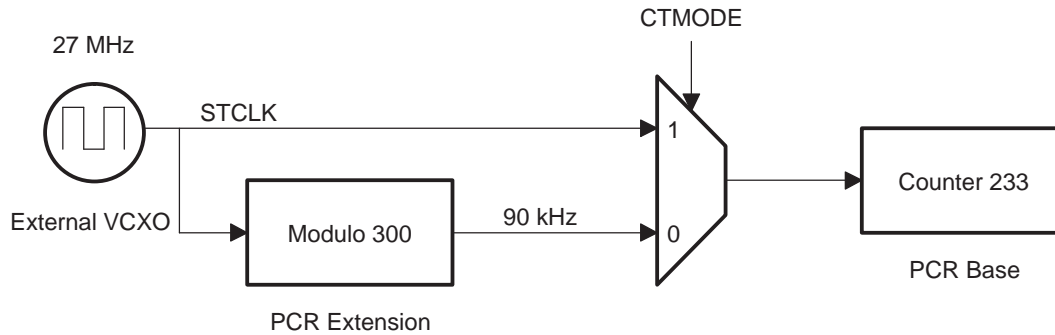 CTMODE
27 MHz
STCLK
1
Counter 233
External VCXO
Modulo 300
90 kHz
0
PCR Base
PCR Extension